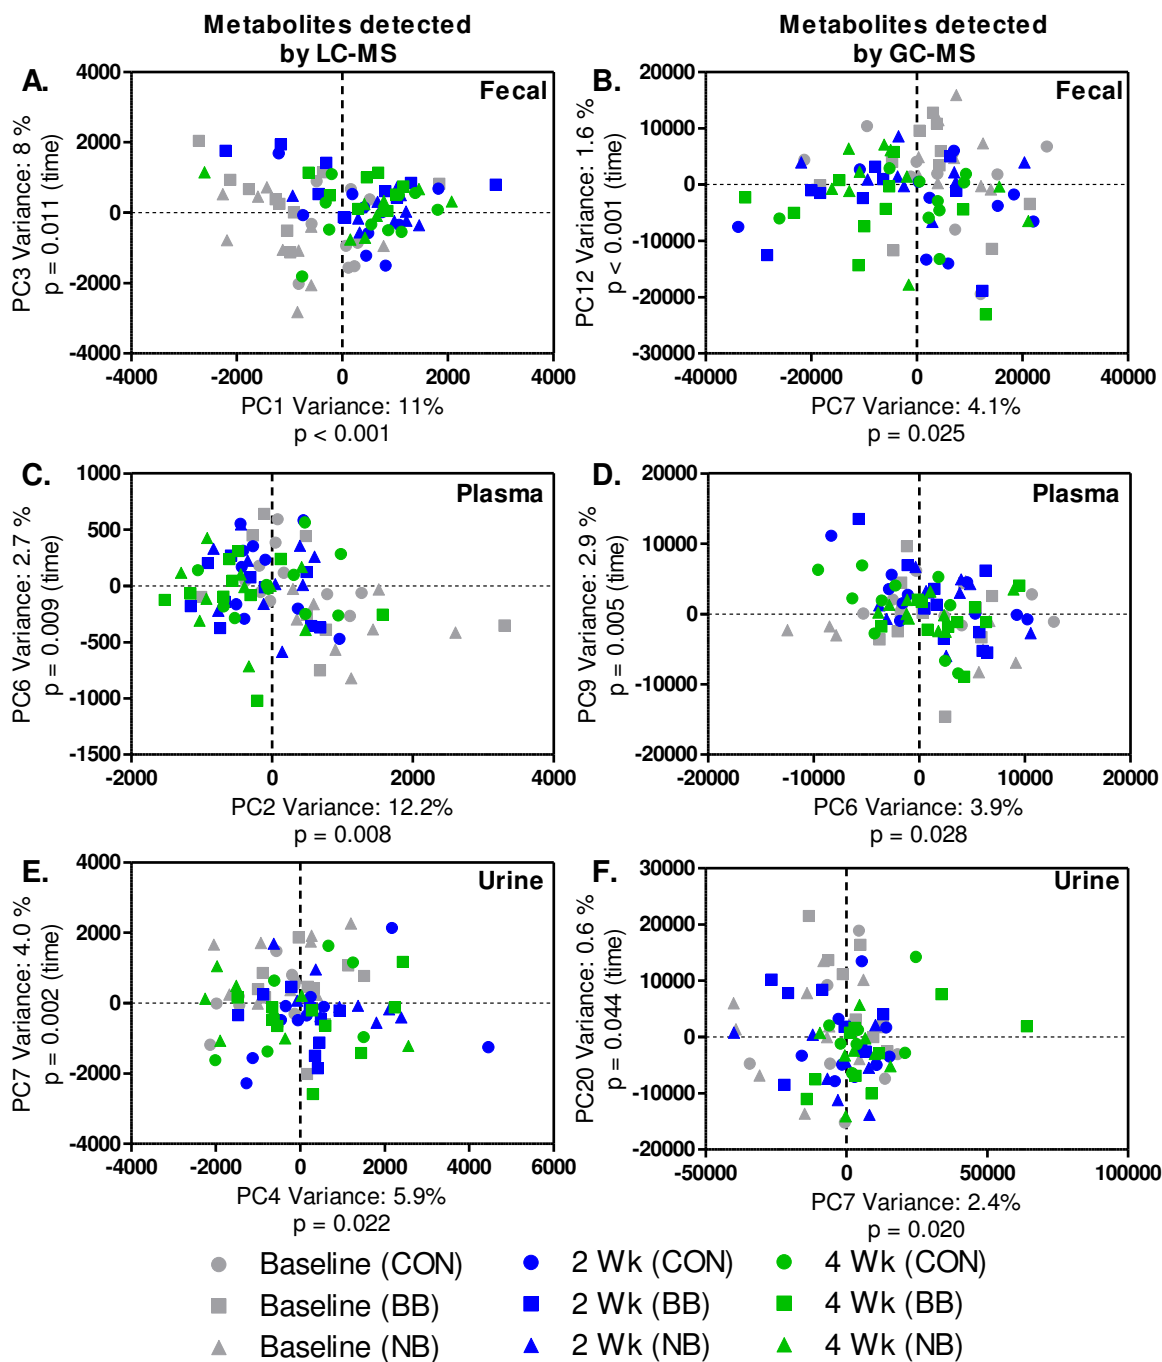 Metabolites detected
by LC-MS
Metabolites detected
by GC-MS
A.
Fecal
4000
2000
0
-2000
-4000
-4000 -2000 0 2000 4000
PC3 Variance: 8 %
p = 0.011 (time)
PC1 Variance: 11%
p < 0.001
B.
Fecal
20000
10000
0
-10000
-20000
-30000
-40000 -20000 0 20000 40000
PC12 Variance: 1.6 %
p < 0.001 (time)
PC7 Variance: 4.1%
p = 0.025
C.
Plasma
1000
500
0
-500
-1000
-1500
-2000 0 2000 4000
PC6 Variance: 2.7 %
p = 0.009 (time)
PC2 Variance: 12.2%
p = 0.008
D.
Plasma
20000
10000
0
-10000
-20000
-20000 -10000 0 10000 20000
PC9 Variance: 2.9 %
p = 0.005 (time)
PC6 Variance: 3.9%
p = 0.028
E.
Urine
4000
2000
0
-2000
-4000
-4000 -2000 0 2000 4000 6000
PC7 Variance: 4.0 %
p = 0.002 (time)
PC4 Variance: 5.9%
p = 0.022
F.
Urine
30000
20000
10000
0
-10000
-20000
-50000 0 50000 100000
PC20 Variance: 0.6 %
p = 0.044 (time)
PC7 Variance: 2.4%
p = 0.020
Baseline (CON) 2 Wk (CON) 4 Wk (CON)
Baseline (BB) 2 Wk (BB) 4 Wk (BB)
Baseline (NB) 2 Wk (NB) 4 Wk (NB)